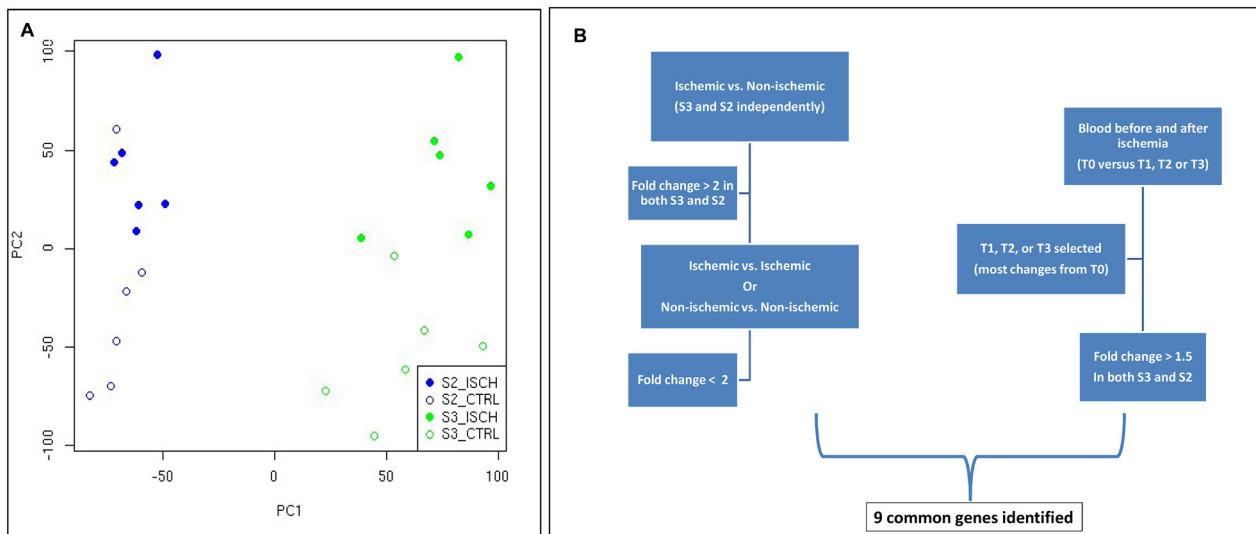 A
100
50
0
-50
-100
PC2
-50
0
50
100
PC1
S2_ISCH
S2_CTRL
S3_ISCH
S3_CTRL
B
Ischemic vs. Non-ischemic
(S3 and S2 independently)
Fold change > 2 in
both S3 and S2
Ischemic vs. Ischemic
Or
Non-ischemic vs. Non-ischemic
Fold change < 2
Blood before and after
ischemia
(T0 versus T1, T2 or T3)
T1, T2, or T3 selected
(most changes from T0)
Fold change > 1.5
In both S3 and S2
9 common genes identified